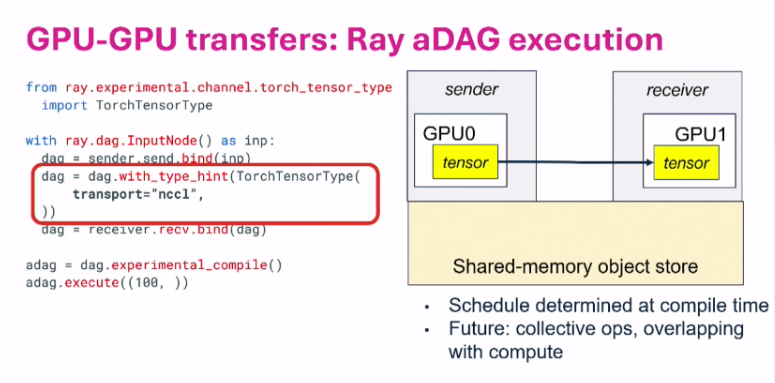 GPU-GPU transfers: Ray aDAG execution
from ray.experimental.channel.torch_tensor_type
import TorchTensorType
with ray.dag.InputNode() as inp:
dag = sender.send.bind(inp)
dag = dag.with_type_hint(TorchTensorType(
transport="nccl",
))
dag = receiver.recv.bind(dag)
adag = dag.experimental_compile()
adag.execute((100, ))
sender
receiver
GPU0
GPU1
tensor
tensor
Shared-memory object store
• Schedule determined at compile time
• Future: collective ops, overlapping
with compute